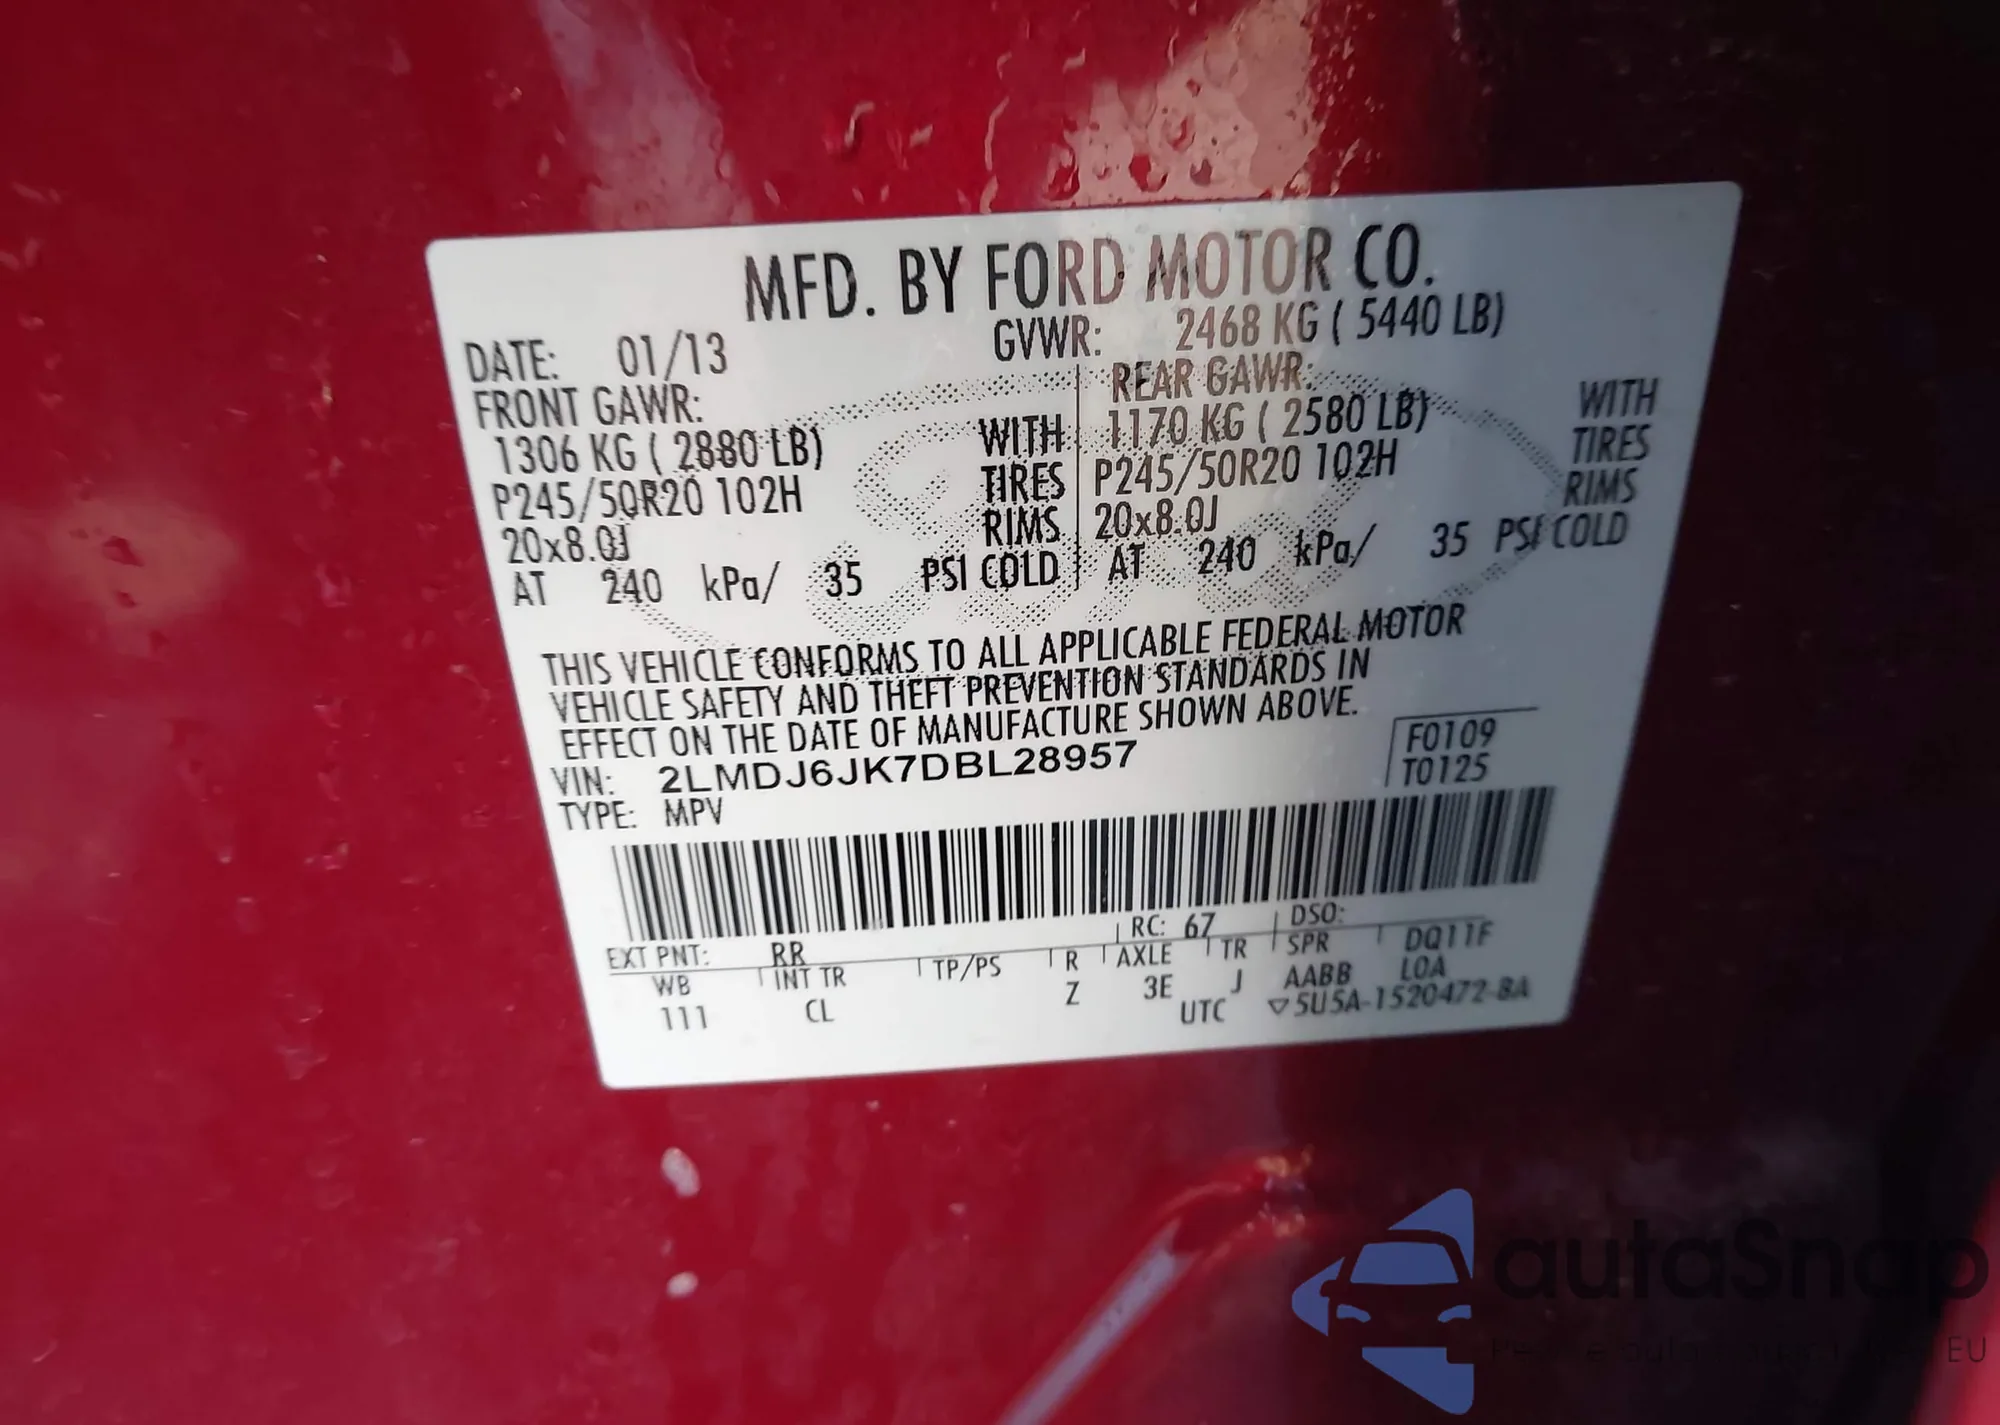 MFD. BY FORD MOTOR CO.
DATE: 01/13 GVWR: 2468 KG ( 5440 LB)
FRONT GAWR: REAR GAWR:
1306 KG ( 2880 LB) WITH 1170 KG ( 2580 LB) WITH
P245/50R20 102H TIRES P245/50R20 102H TIRES
20x8.0J RIMS 20x8.0J RIMS
AT 240 kPa/ 35 PSI COLD AT 240 kPa/ 35 PSI COLD
THIS VEHICLE CONFORMS TO ALL APPLICABLE FEDERAL MOTOR
VEHICLE SAFETY AND THEFT PREVENTION STANDARDS IN
EFFECT ON THE DATE OF MANUFACTURE SHOWN ABOVE.
VIN: 2LMDJ6JK7DBL28957 F0109
TYPE: MPV T0125
EXT PNT: RR RC: 67 DSO:
WB INT TR TP/PS R AXLE TR SPR DQ11F
111 CL Z 3E J AABB LOA
UTC ▽5U5A-1520472-BA
autoSnap
EU